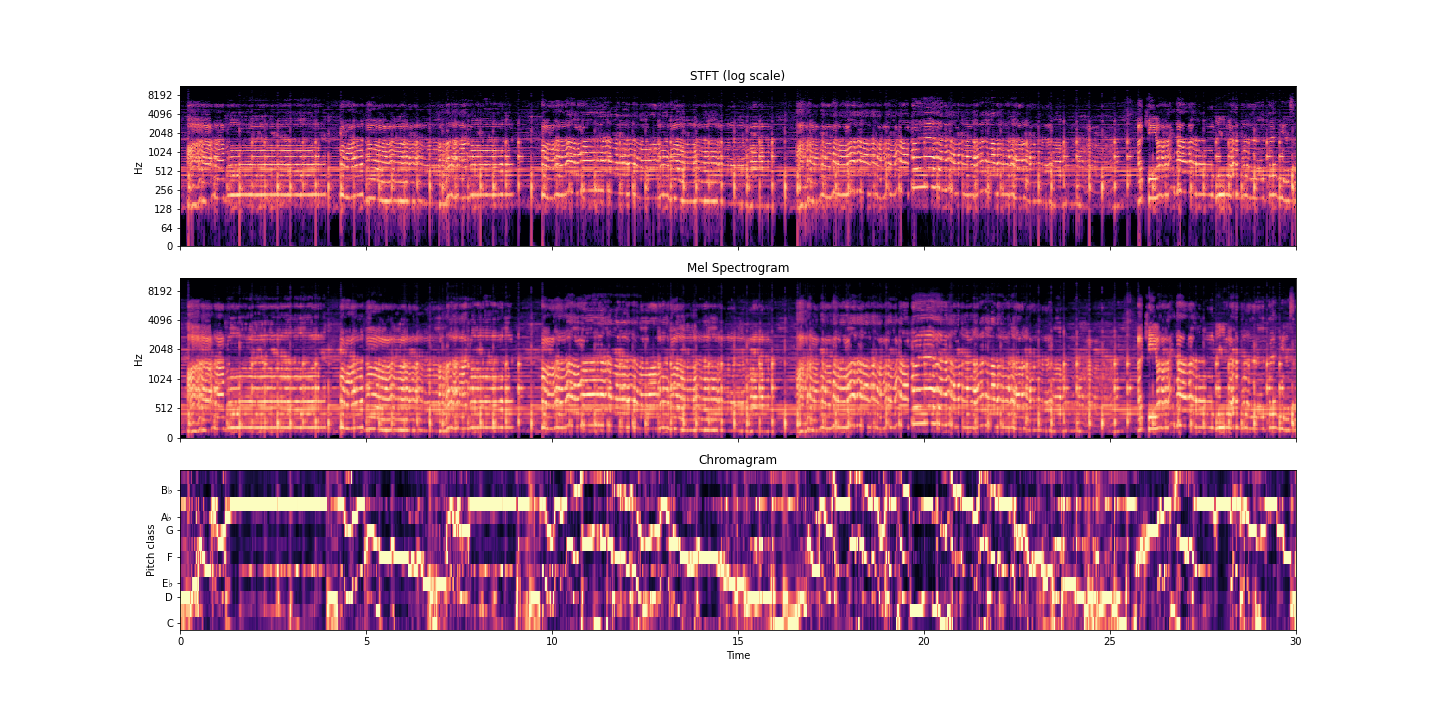 STFT (log scale)
8192
4096
2048
1024
512
256
128
64
0
Hz
Mel Spectrogram
8192
4096
2048
1024
512
0
Hz
Chromagram
B♭
A♭
G
F
E♭
D
C
Pitch class
0 5 10 15 20 25 30
Time